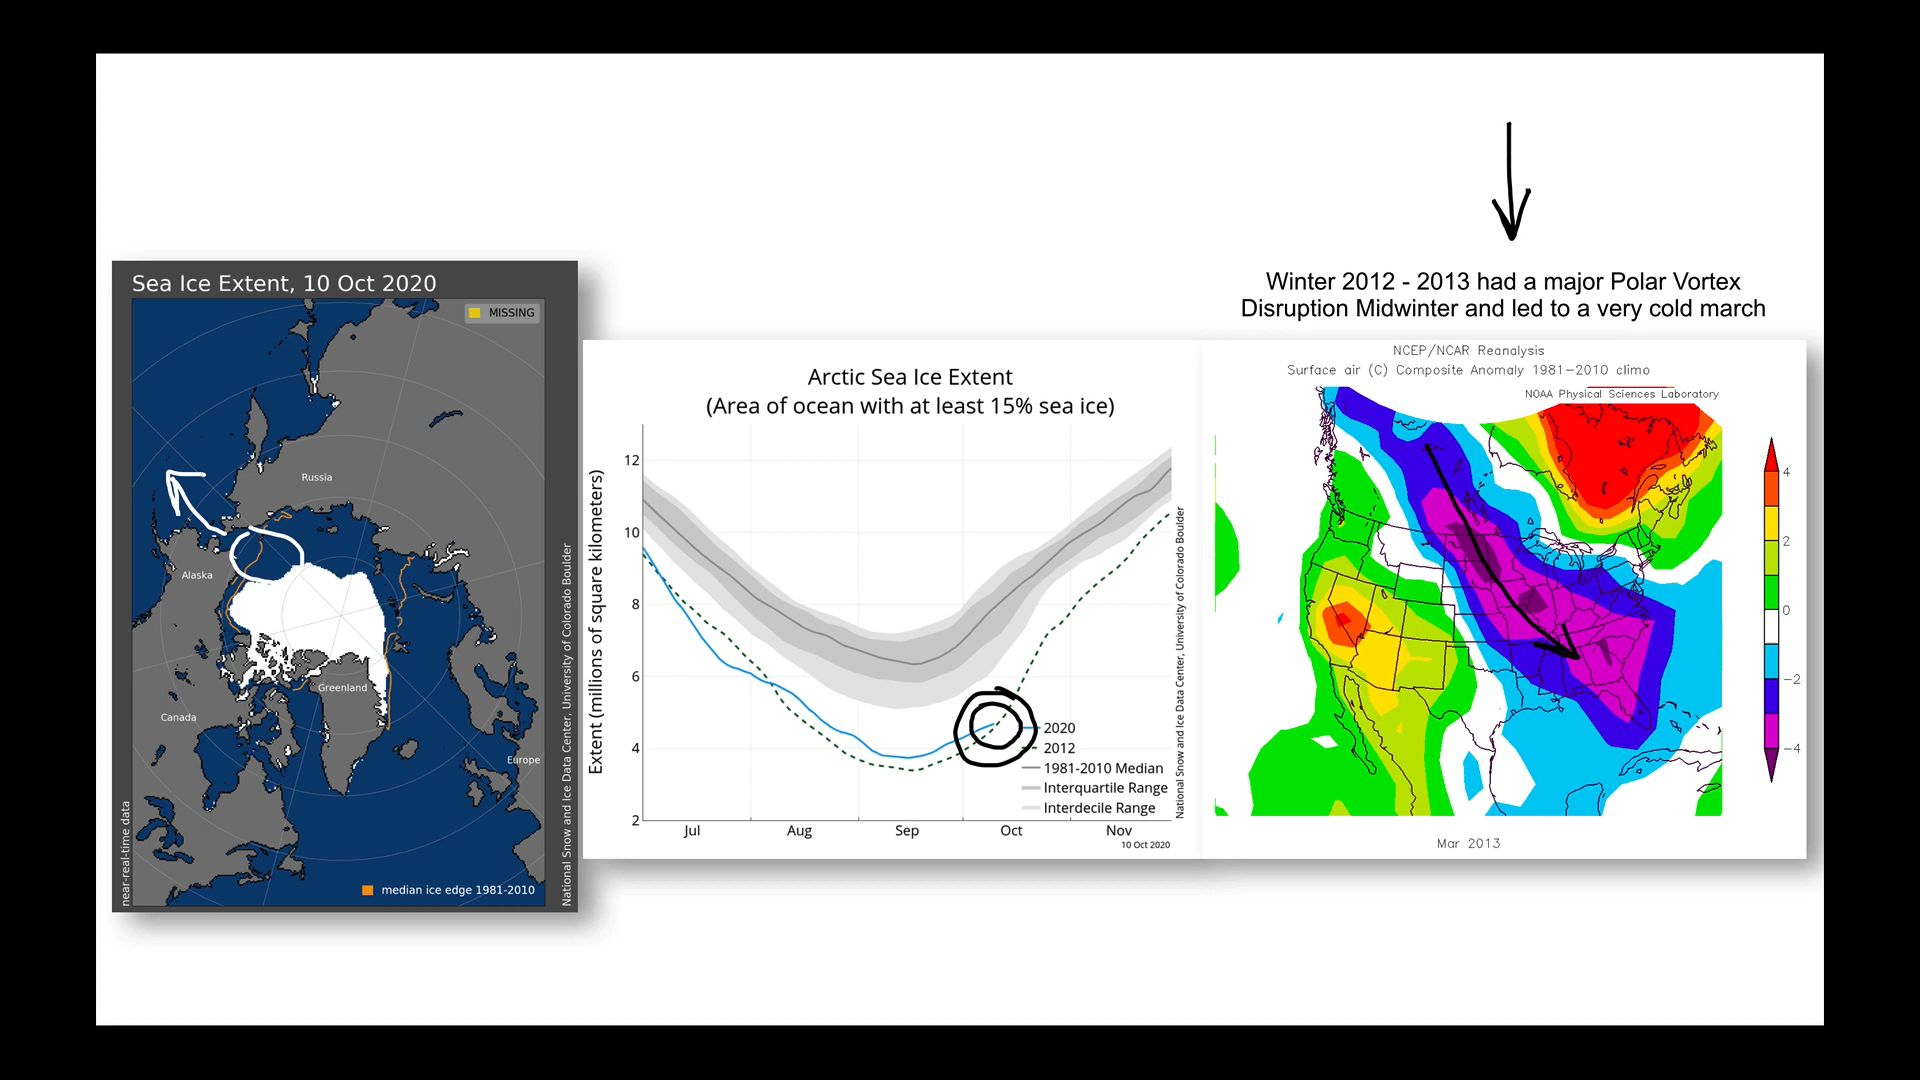 Winter 2012 - 2013 had a major Polar Vortex
Disruption Midwinter and led to a very cold march
Sea Ice Extent, 10 Oct 2020
MISSING
Russia
Alaska
Greenland
Canada
Europe
median ice edge 1981-2010
near-real-time data
National Snow and Ice Data Center, University of Colorado Boulder
Arctic Sea Ice Extent
(Area of ocean with at least 15% sea ice)
Extent (millions of square kilometers)
12
10
8
6
4
2
Jul
Aug
Sep
Oct
Nov
2020
2012
1981-2010 Median
Interquartile Range
Interdecile Range
10 Oct 2020
National Snow and Ice Data Center, University of Colorado Boulder
NCEP/NCAR Reanalysis
Surface air (C) Composite Anomaly 1981-2010 climo
NOAA Physical Sciences Laboratory
4
2
0
-2
-4
Mar 2013